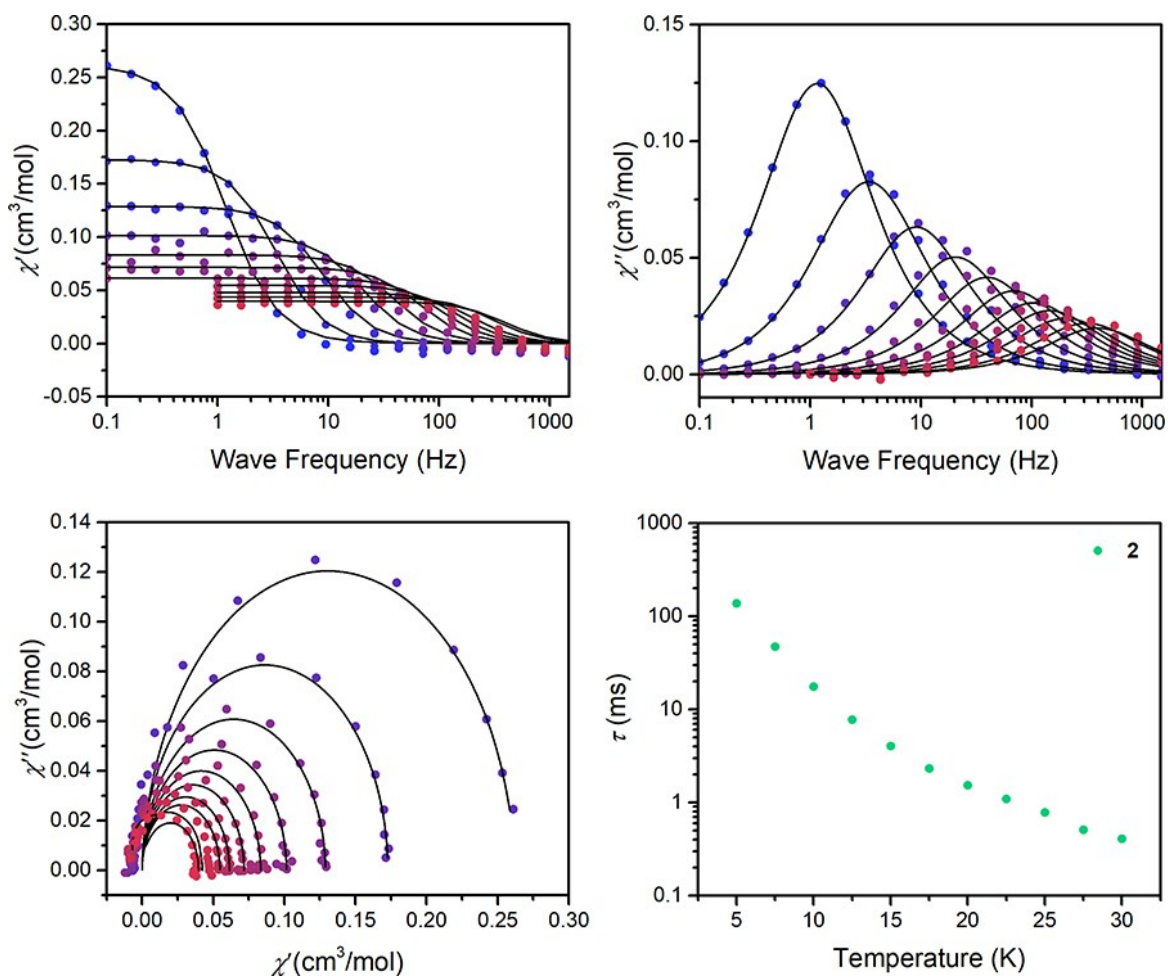 0.30
0.25
0.20
0.15
0.10
0.05
0.00
-0.05
χ'(cm³/mol)
0.1 1 10 100 1000
Wave Frequency (Hz)
0.15
0.10
0.05
0.00
χ''(cm³/mol)
0.1 1 10 100 1000
Wave Frequency (Hz)
0.14
0.12
0.10
0.08
0.06
0.04
0.02
0.00
χ''(cm³/mol)
0.00 0.05 0.10 0.15 0.20 0.25 0.30
χ'(cm³/mol)
1000
100
10
1
0.1
τ (ms)
2
5 10 15 20 25 30
Temperature (K)